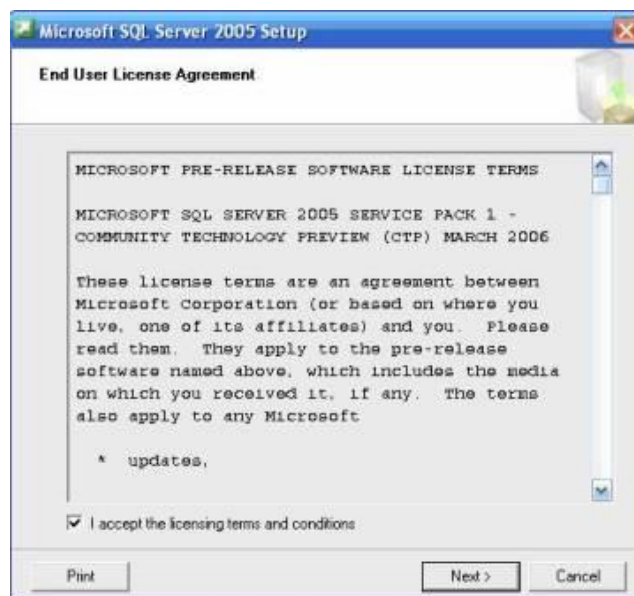 Microsoft SQL Server 2005 Setup
End User License Agreement
MICROSOFT PRE-RELEASE SOFTWARE LICENSE TERMS
MICROSOFT SQL SERVER 2005 SERVICE PACK 1 -
COMMUNITY TECHNOLOGY PREVIEW (CTP) MARCH 2006
These license terms are an agreement between
Microsoft Corporation (or based on where you
live, one of its affiliates) and you. Please
read them. They apply to the pre-release
software named above, which includes the media
on which you received it, if any. The terms
also apply to any Microsoft
* updates,
I accept the licensing terms and conditions
Print
Next >
Cancel